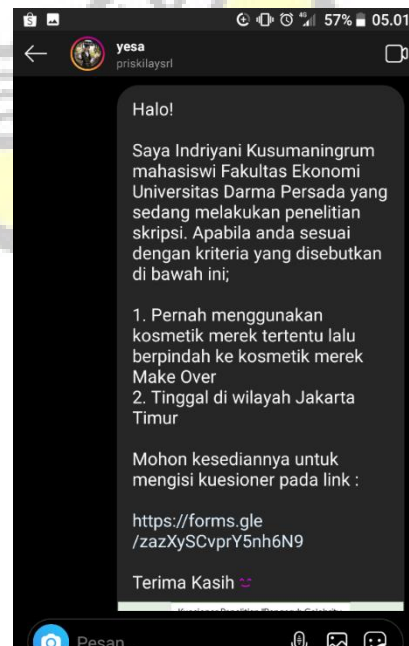 57% 05.01
yesa
priskilaysrl
Halo!
Saya Indriyani Kusumaningrum
mahasiswi Fakultas Ekonomi
Universitas Darma Persada yang
sedang melakukan penelitian
skripsi. Apabila anda sesuai
dengan kriteria yang disebutkan
di bawah ini;
1. Pernah menggunakan
kosmetik merek tertentu lalu
berpindah ke kosmetik merek
Make Over
2. Tinggal di wilayah Jakarta
Timur
Mohon kesediannya untuk
mengisi kuesioner pada link :
https://forms.gle
/zazXySCvprY5nh6N9
Terima Kasih
Pesan